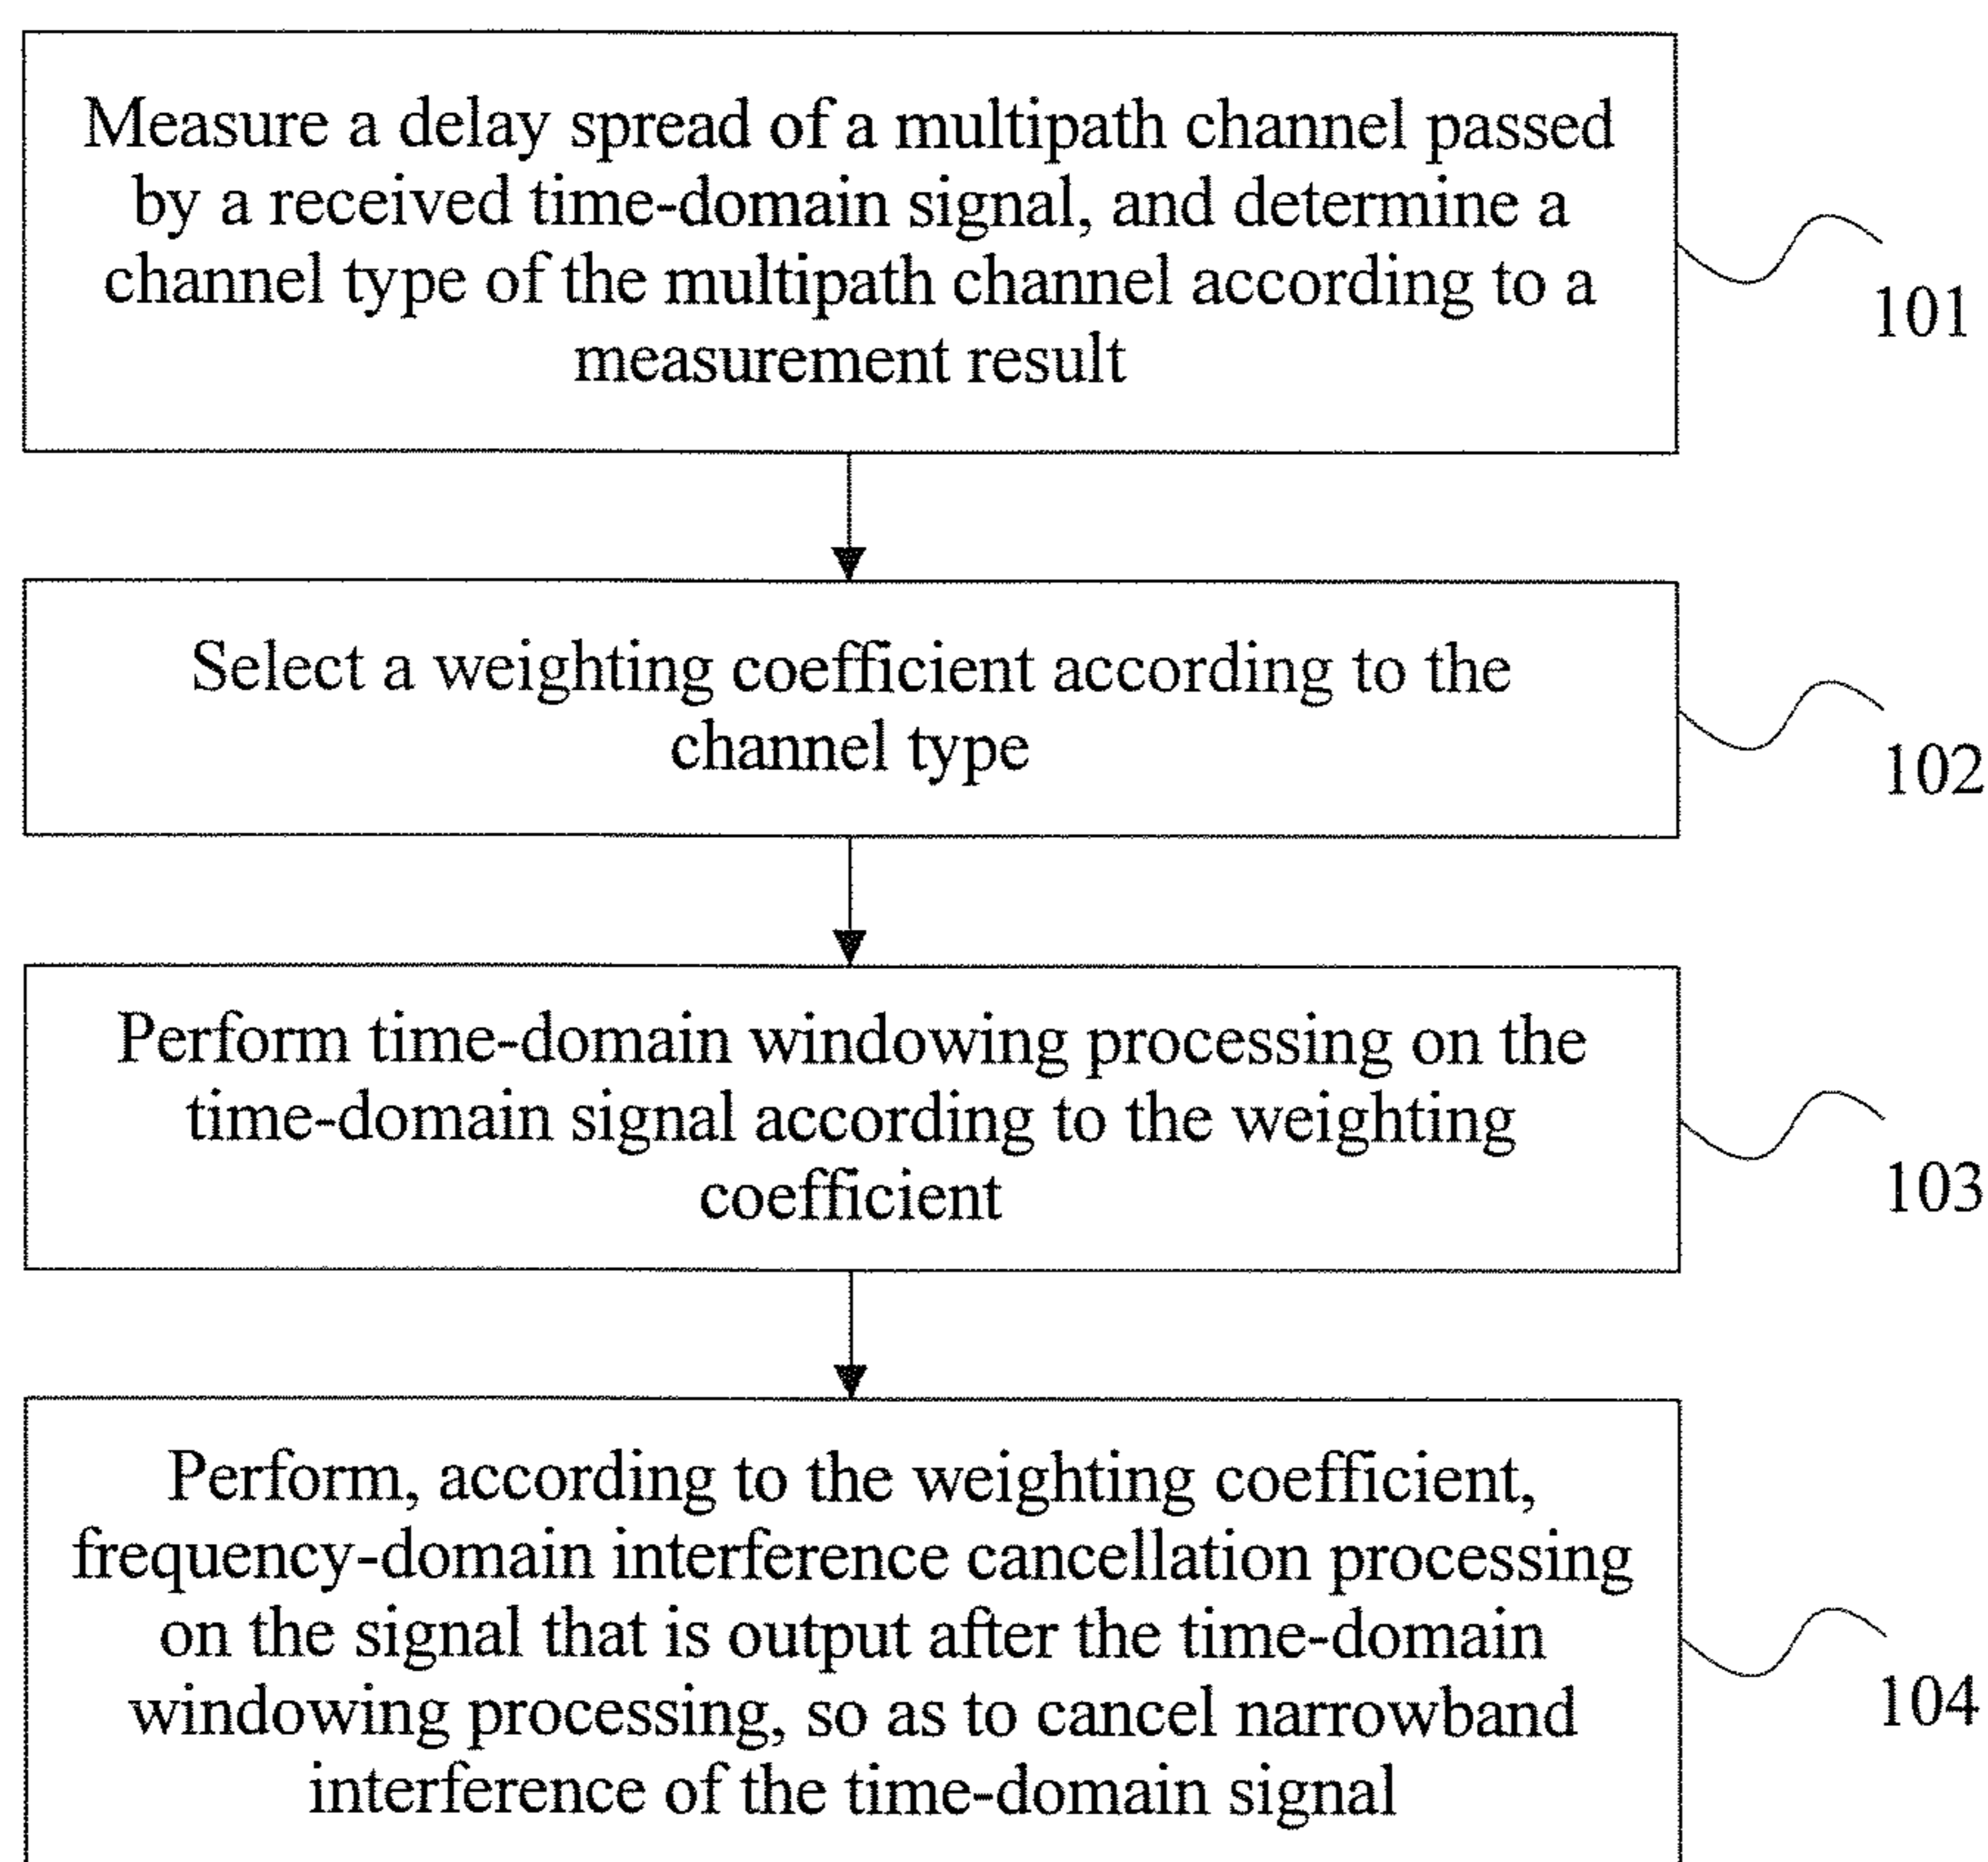 Measure a delay spread of a multipath channel passed
by a received time-domain signal, and determine a
channel type of the multipath channel according to a
measurement result
101
Select a weighting coefficient according to the
channel type
102
Perform time-domain windowing processing on the
time-domain signal according to the weighting
coefficient
103
Perform, according to the weighting coefficient,
frequency-domain interference cancellation processing
on the signal that is output after the time-domain
windowing processing, so as to cancel narrowband
interference of the time-domain signal
104